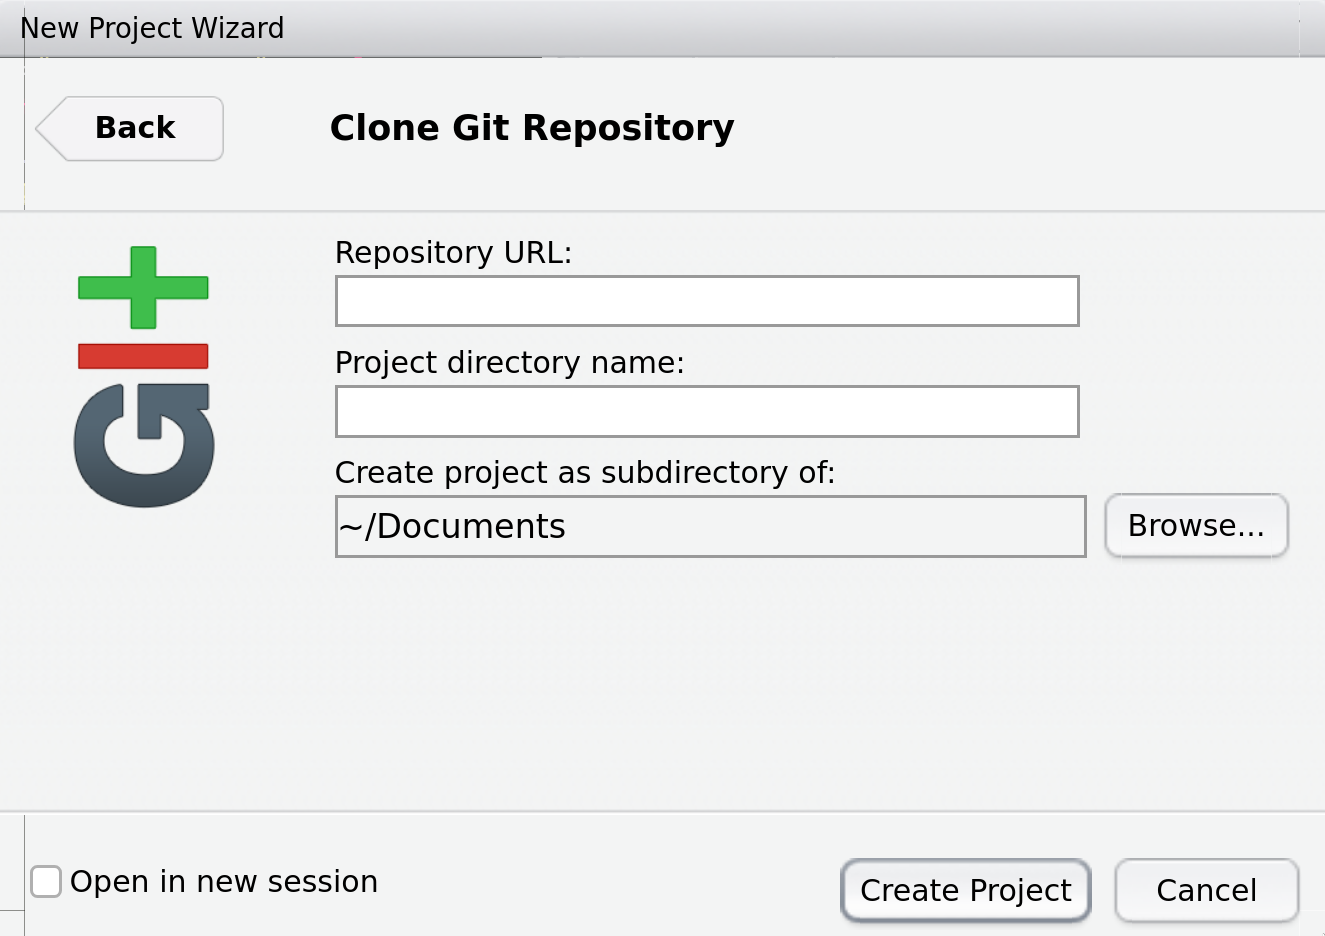 New Project Wizard
Back
Clone Git Repository
Repository URL:
Project directory name:
Create project as subdirectory of:
~/Documents
Browse...
GIT
Open in new session
Create Project
Cancel